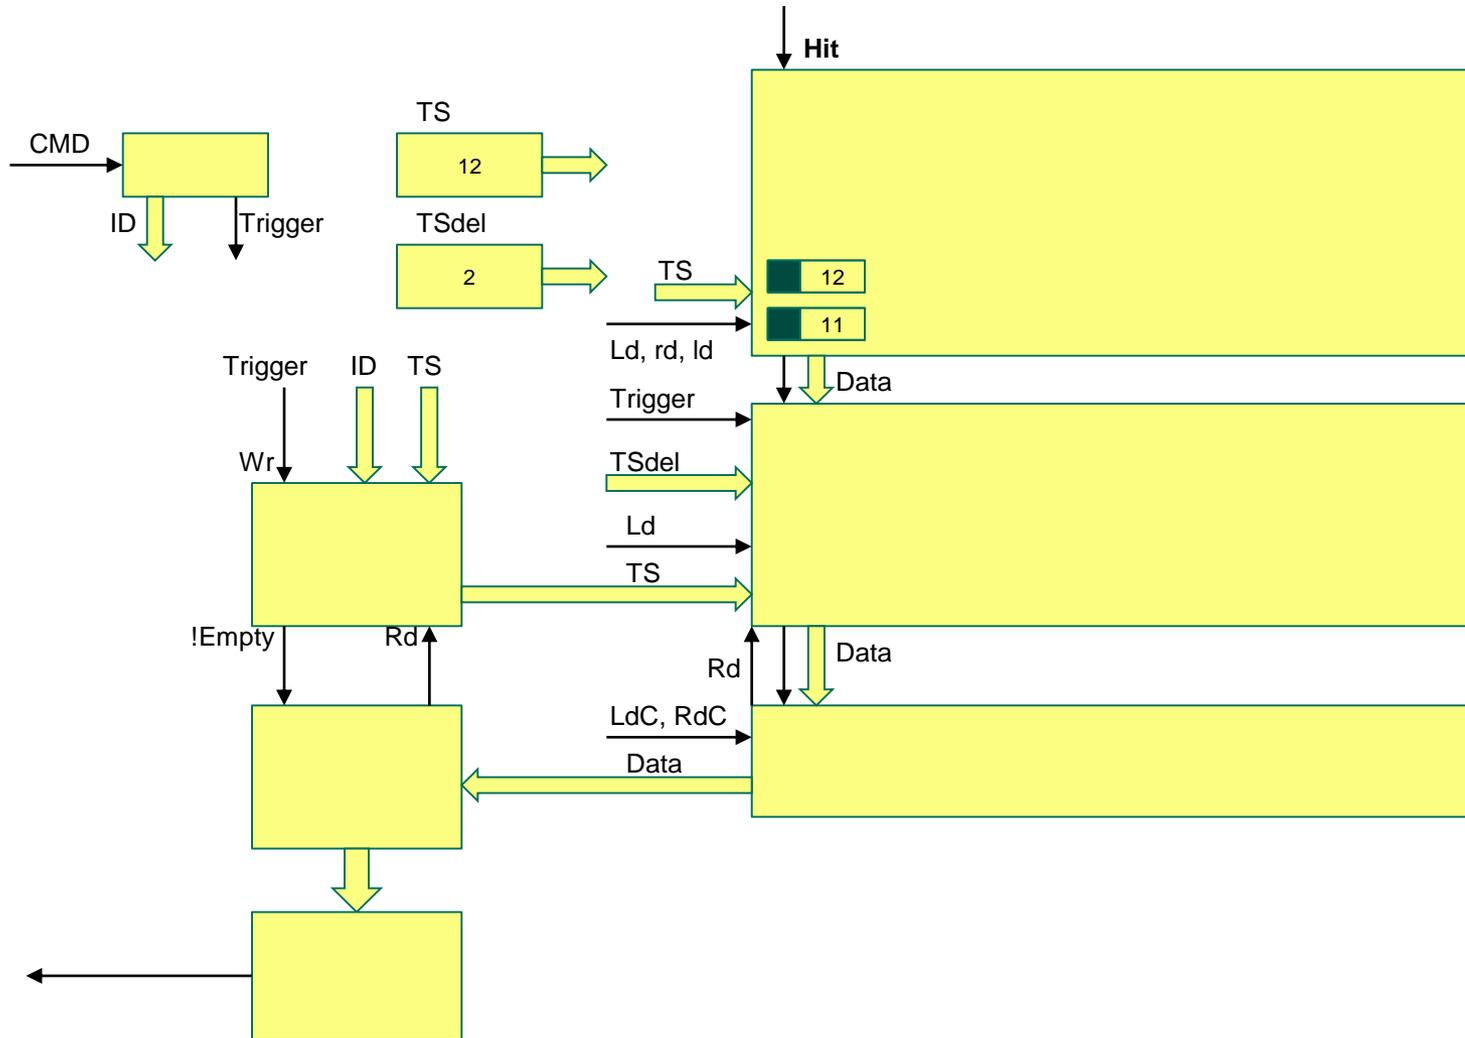 Hit
TS
CMD
12
ID
Trigger
TSdel
2
TS
12
11
Ld, rd, ld
Trigger
ID
TS
Data
Trigger
Wr
TSdel
Ld
TS
!Empty
Rd
Rd
Data
LdC, RdC
Data